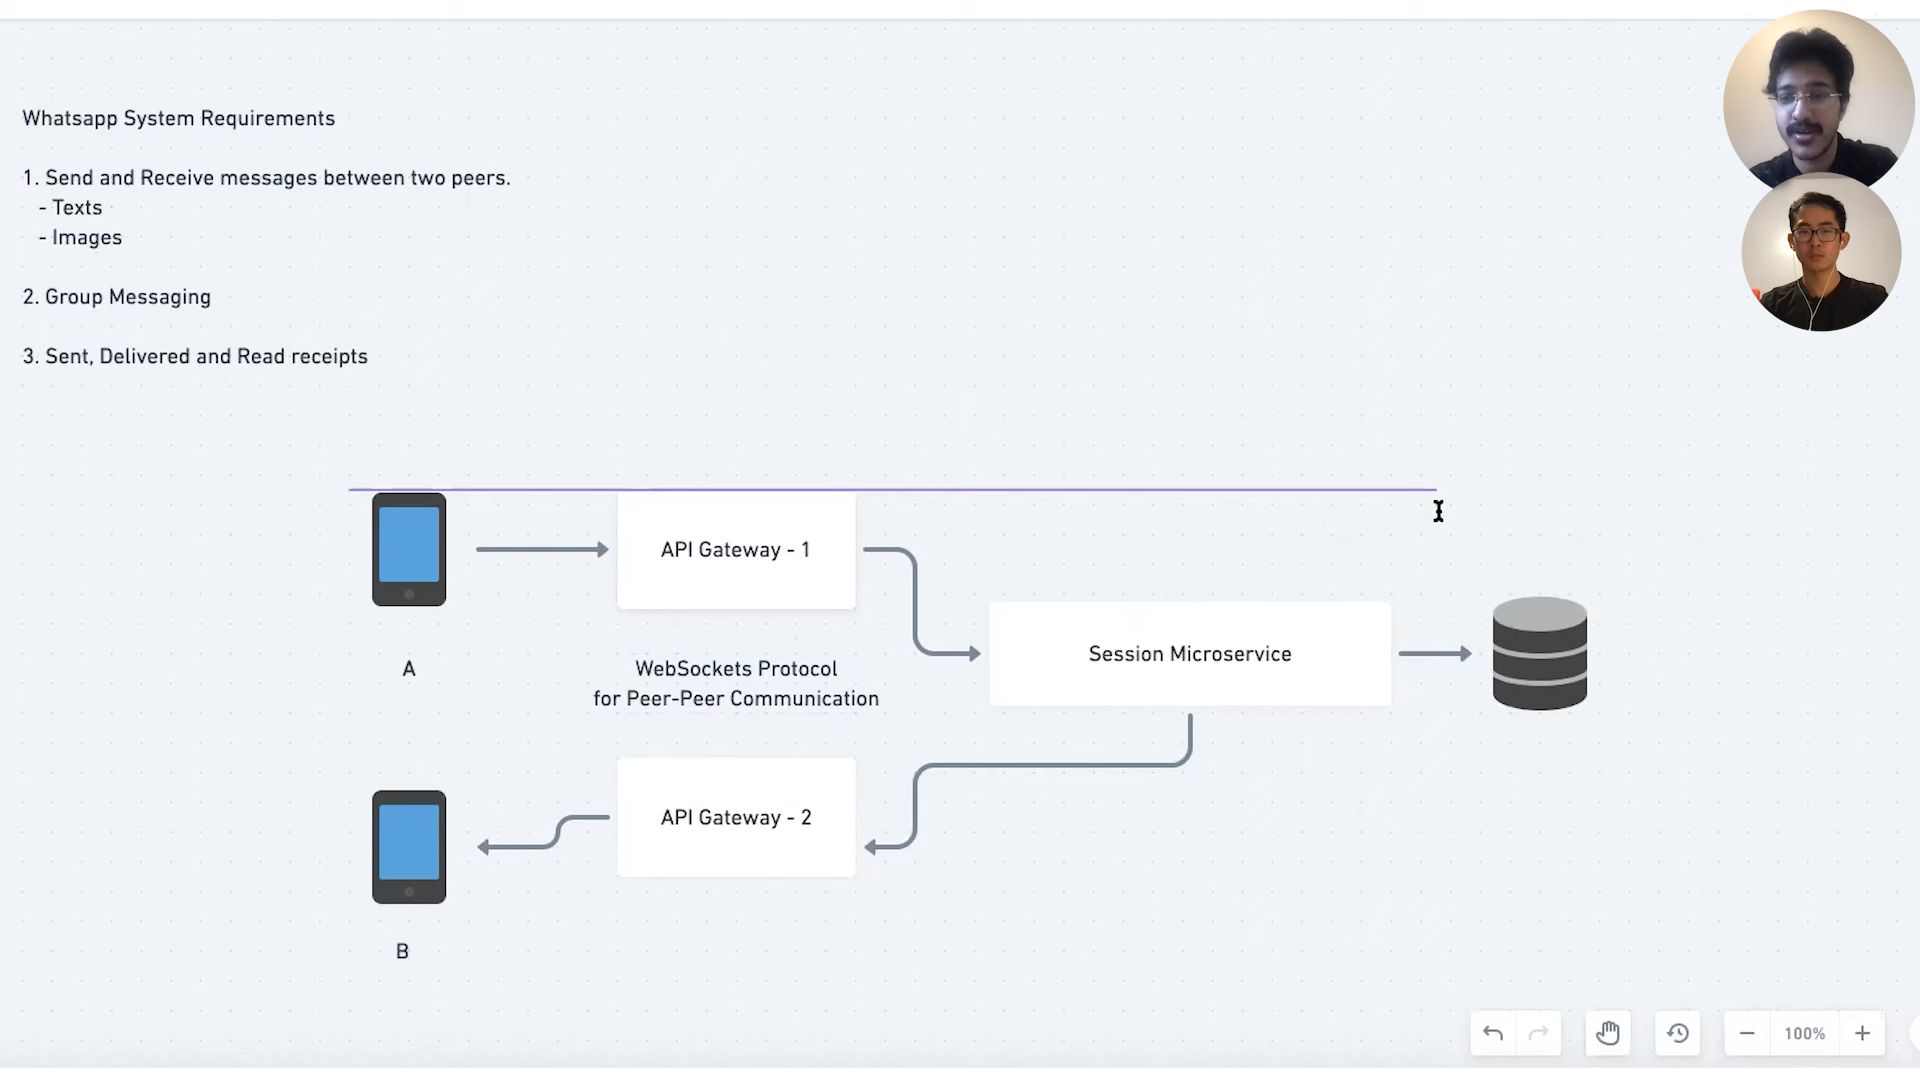 Whatsapp System Requirements
1. Send and Receive messages between two peers.
- Texts
- Images
2. Group Messaging
3. Sent, Delivered and Read receipts
API Gateway - 1
Session Microservice
A
WebSockets Protocol
for Peer-Peer Communication
API Gateway - 2
B
100%